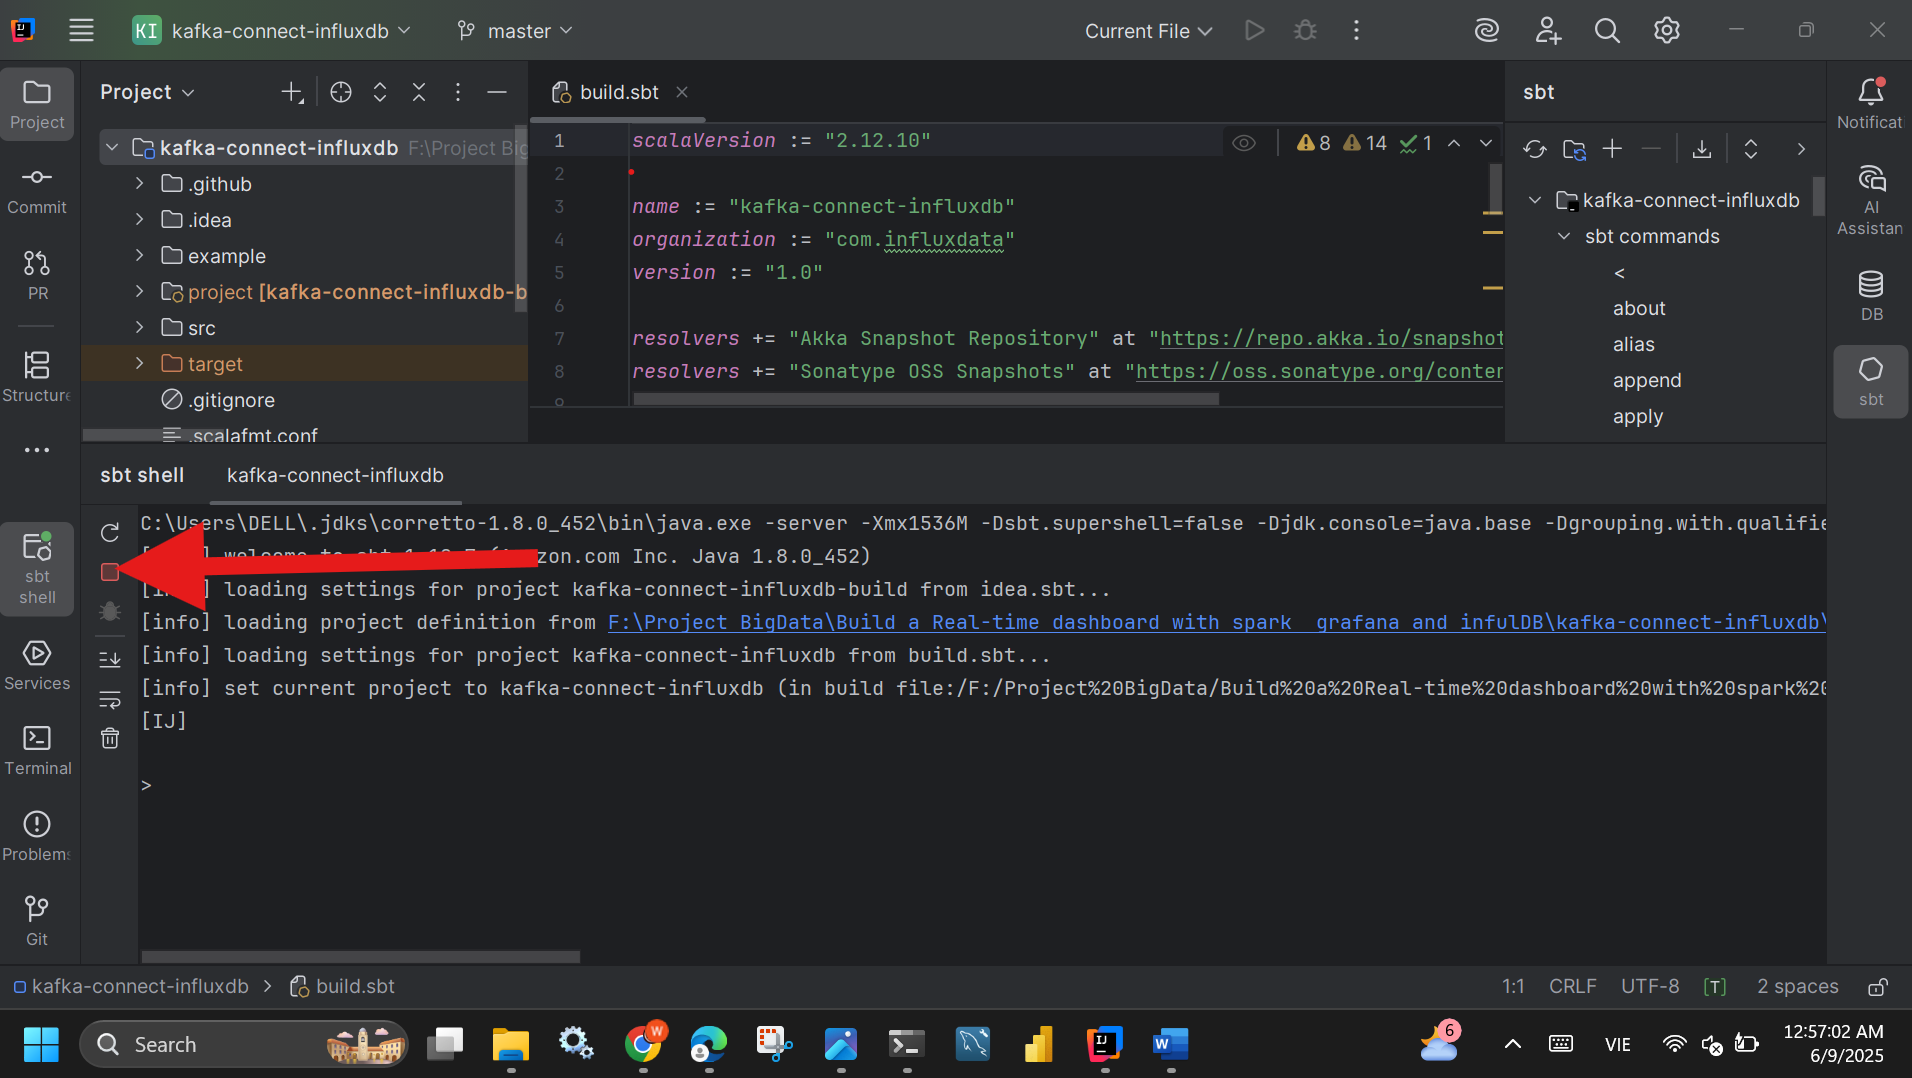 KI kafka-connect-influxdb master Current File
Project
build.sbt
sbt
Project
Commit
PR
Structure
sbt
shell
Services
Terminal
Problems
Git
kafka-connect-influxdb F:\Project Big
.github
.idea
example
project [kafka-connect-influxdb-b
src
target
.gitignore
.scalafmt.conf
8 14 1
1 scalaVersion := "2.12.10"
2
3 name := "kafka-connect-influxdb"
4 organization := "com.influxdata"
5 version := "1.0"
6
7 resolvers += "Akka Snapshot Repository" at "https://repo.akka.io/snapshot
8 resolvers += "Sonatype OSS Snapshots" at "https://oss.sonatype.org/conter
9
kafka-connect-influxdb
sbt commands
<
about
alias
append
apply
Notificat
AI
Assistan
DB
sbt
sbt shell kafka-connect-influxdb
C:\Users\DELL\.jdks\corretto-1.8.0_452\bin\java.exe -server -Xmx1536M -Dsbt.supershell=false -Djdk.console=java.base -Dgrouping.with.qualifie
welcome to sbt (Amazon.com Inc. Java 1.8.0_452)
[info] loading settings for project kafka-connect-influxdb-build from idea.sbt...
[info] loading project definition from F:\Project BigData\Build a Real-time dashboard with spark  grafana and infulDB\kafka-connect-influxdb\
[info] loading settings for project kafka-connect-influxdb from build.sbt...
[info] set current project to kafka-connect-influxdb (in build file:/F:/Project%20BigData/Build%20a%20Real-time%20dashboard%20with%20spark%20
[IJ]
>
kafka-connect-influxdb > build.sbt
1:1 CRLF UTF-8 [T] 2 spaces
Search
W
IJ
W
6
VIE
12:57:02 AM
6/9/2025